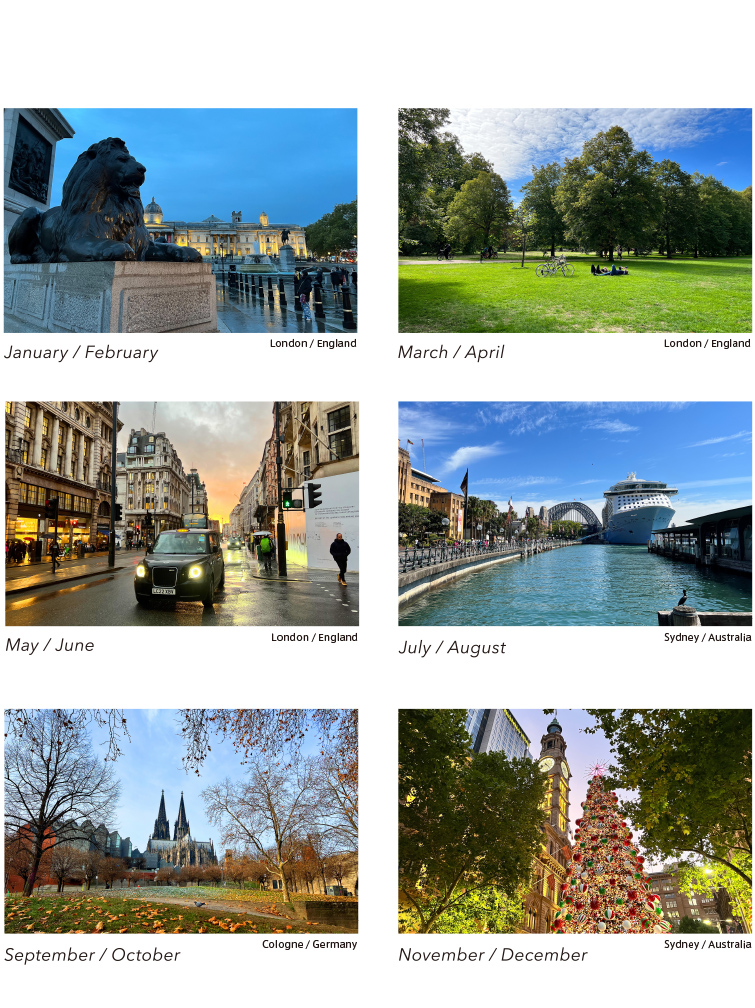 London / England
January / February
London / England
March / April
London / England
May / June
Sydney / Australia
July / August
Cologne / Germany
September / October
Sydney / Australia
November / December